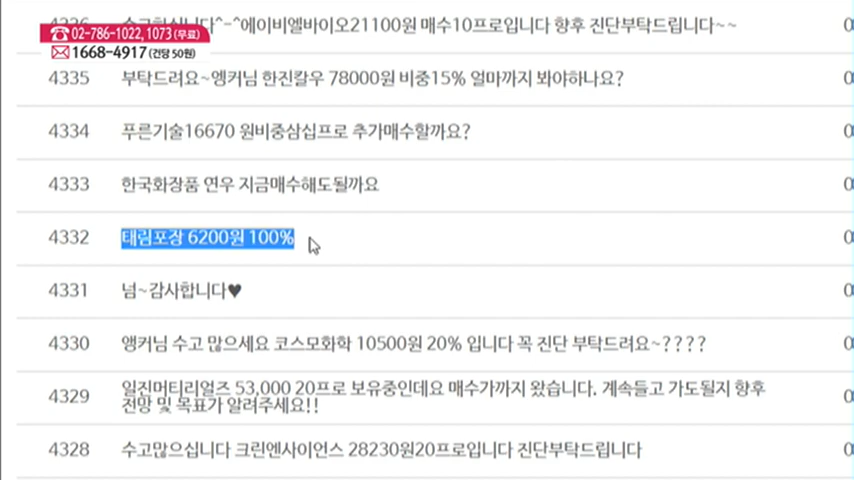 02-786-1022, 1073 (무료)
1668-4917 (건당 50원)
수고하십니다^-^에이비엘바이오21100원 매수10프로입니다 향후 진단부탁드립니다~~
4335 부탁드려요~엥커님 한진칼우 78000원 비중15% 얼마까지 봐야하나요?
4334 푸른기술16670 원비중삼십프로 추가매수할까요?
4333 한국화장품 연우 지금매수해도될까요
4332 태림포장 6200원 100%
4331 넘~감사합니다♥
4330 앵커님 수고 많으세요 코스모화학 10500원 20% 입니다 꼭 진단 부탁드려요~????
4329 일진머티리얼즈 53,000 20프로 보유중인데요 매수가까지 왔습니다. 계속들고 가도될지 향후
전망 및 목표가 알려주세요!!
4328 수고많으십니다 크린앤사이언스 28230원20프로입니다 진단부탁드립니다